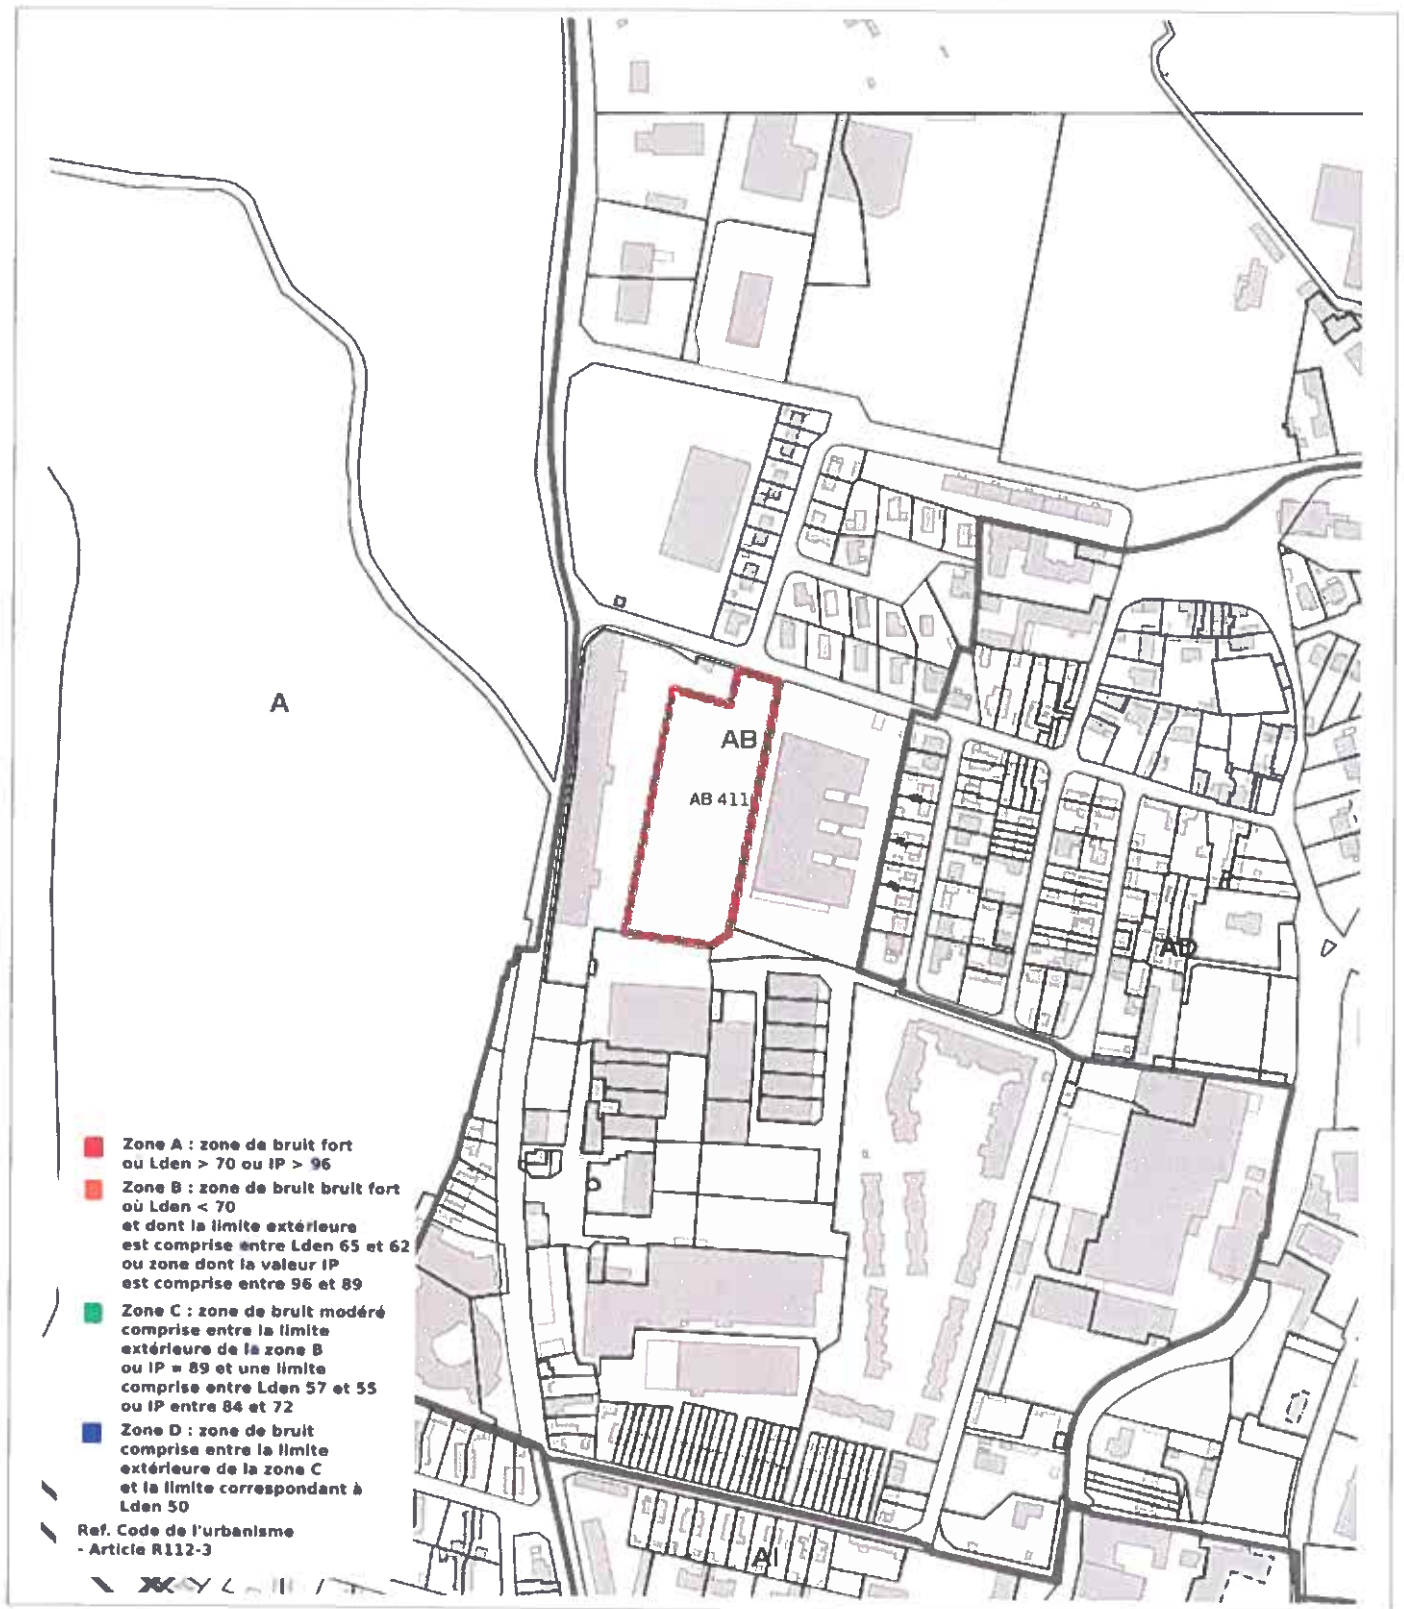 A
AB
AB 411
AD
Zone A : zone de bruit fort
où Lden > 70 ou IP > 96
Zone B : zone de bruit bruit fort
où Lden < 70
et dont la limite extérieure
est comprise entre Lden 65 et 62
ou zone dont la valeur IP
est comprise entre 96 et 89
Zone C : zone de bruit modéré
comprise entre la limite
extérieure de la zone B
ou IP = 89 et une limite
comprise entre Lden 57 et 55
ou IP entre 84 et 72
Zone D : zone de bruit
comprise entre la limite
extérieure de la zone C
et la limite correspondant à
Lden 50
Ref. Code de l'urbanisme
- Article R112-3
AI